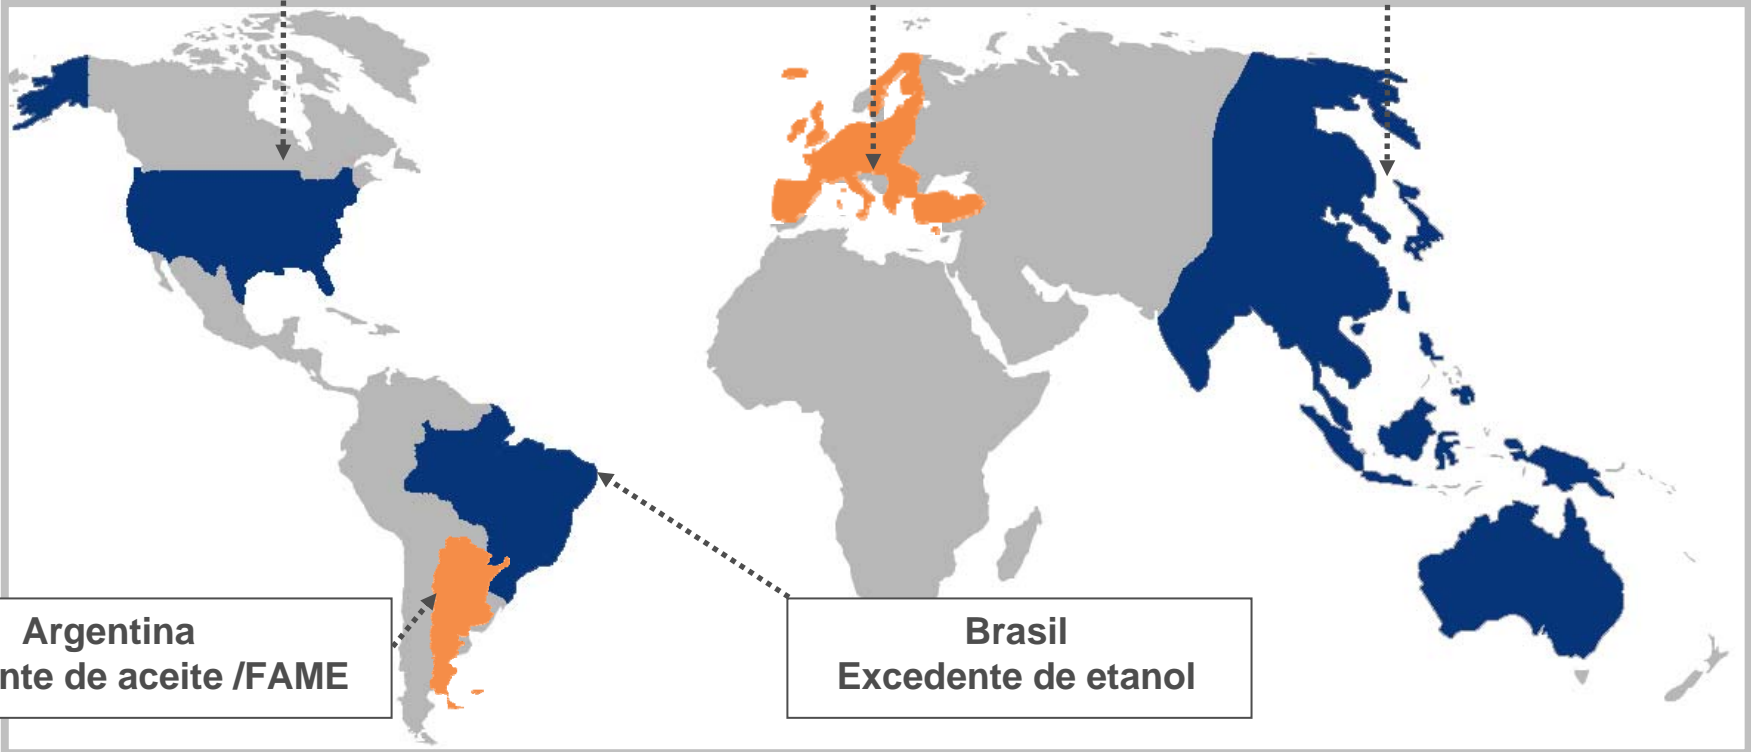 Argentina
nte de aceite /FAME
Brasil
Excedente de etanol